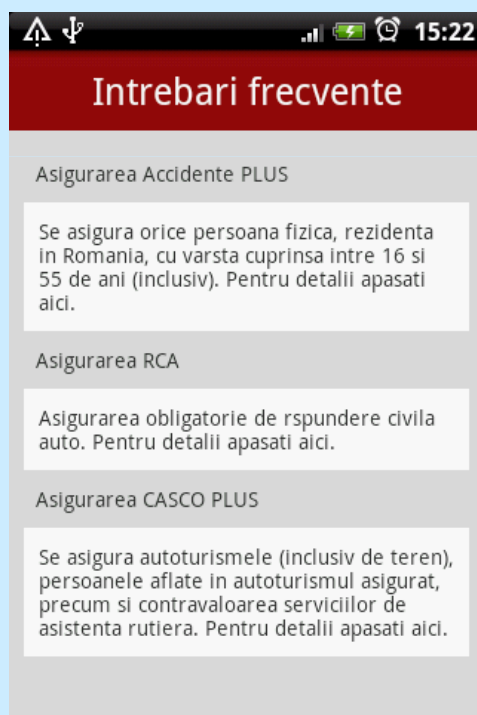 15:22
Intrebari frecvente
Asigurarea Accidente PLUS
Se asigura orice persoana fizica, rezidenta
in Romania, cu varsta cuprinsa intre 16 si
55 de ani (inclusiv). Pentru detalii apasati
aici.
Asigurarea RCA
Asigurarea obligatorie de rspundere civila
auto. Pentru detalii apasati aici.
Asigurarea CASCO PLUS
Se asigura autoturismele (inclusiv de teren),
persoanele aflate in autoturismul asigurat,
precum si contravaloarea serviciilor de
asistenta rutiera. Pentru detalii apasati aici.